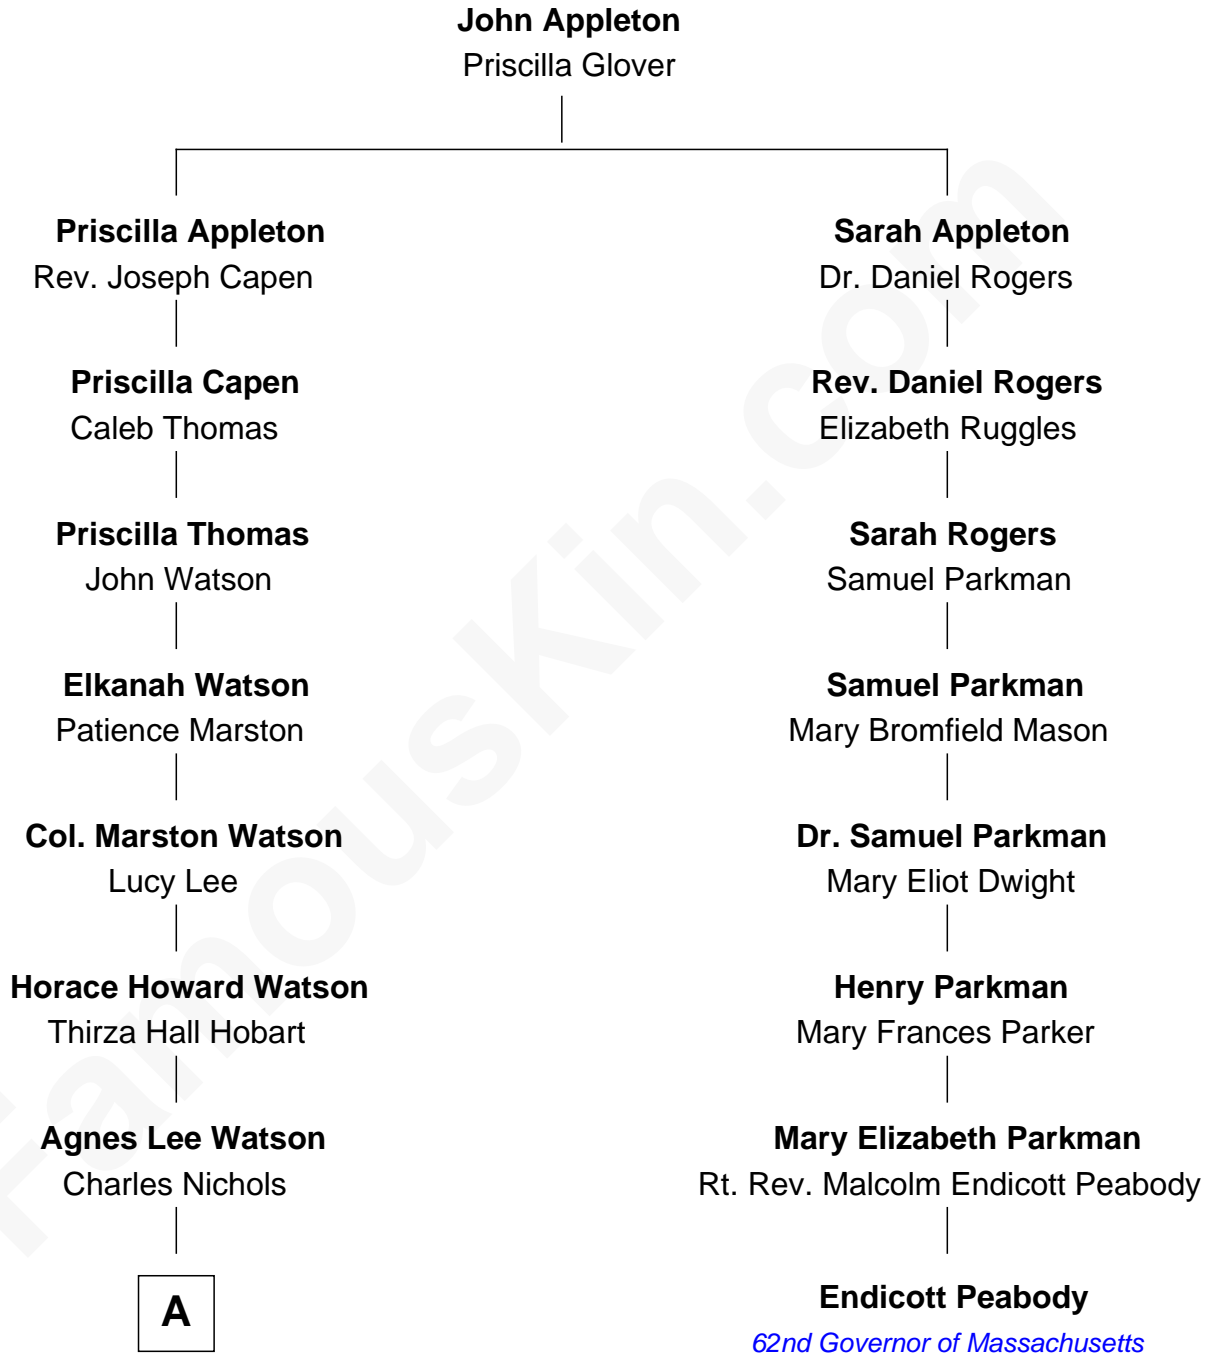 John Appleton
Priscilla Glover
Priscilla Appleton
Rev. Joseph Capen
Sarah Appleton
Dr. Daniel Rogers
Priscilla Capen
Caleb Thomas
Rev. Daniel Rogers
Elizabeth Ruggles
Priscilla Thomas
John Watson
Sarah Rogers
Samuel Parkman
Elkanah Watson
Patience Marston
Samuel Parkman
Mary Bromfield Mason
Col. Marston Watson
Lucy Lee
Dr. Samuel Parkman
Mary Eliot Dwight
Horace Howard Watson
Thirza Hall Hobart
Henry Parkman
Mary Frances Parker
Agnes Lee Watson
Charles Nichols
Mary Elizabeth Parkman
Rt. Rev. Malcolm Endicott Peabody
A
Endicott Peabody
62nd Governor of Massachusetts
FamousKin.com